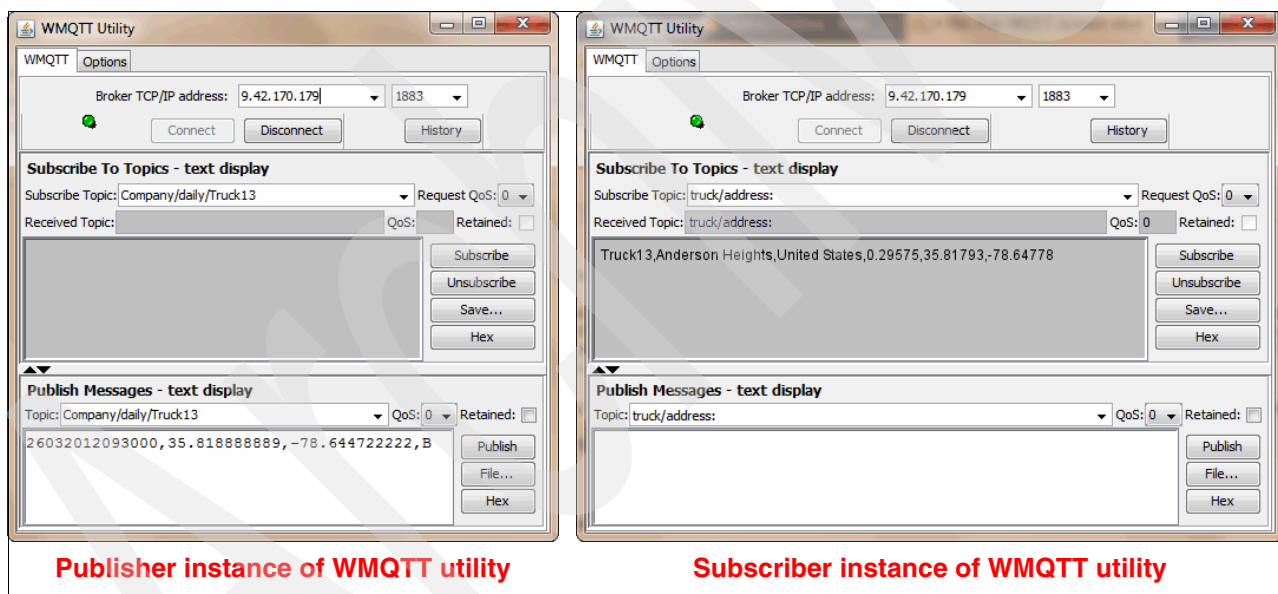 WMQTT Utility
WMQTT Options
Broker TCP/IP address: 9.42.170.179 1883
Connect Disconnect History
Subscribe To Topics - text display
Subscribe Topic: Company/daily/Truck13 Request QoS: 0
Received Topic: QoS: Retained:
Subscribe
Unsubscribe
Save...
Hex
Publish Messages - text display
Topic: Company/daily/Truck13 QoS: 0 Retained:
26032012093000,35.818888889,-78.644722222,B
Publish
File...
Hex
Publisher instance of WMQTT utility
WMQTT Utility
WMQTT Options
Broker TCP/IP address: 9.42.170.179 1883
Connect Disconnect History
Subscribe To Topics - text display
Subscribe Topic: truck/address: Request QoS: 0
Received Topic: truck/address: QoS: 0 Retained:
Truck13,Anderson Heights,United States,0.29575,35.81793,-78.64778
Subscribe
Unsubscribe
Save...
Hex
Publish Messages - text display
Topic: truck/address: QoS: 0 Retained:
Publish
File...
Hex
Subscriber instance of WMQTT utility